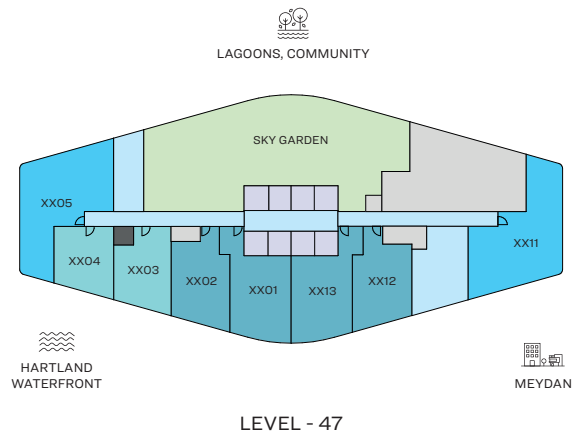 LAGOONS, COMMUNITY
SKY GARDEN
XX05
XX11
XX04
XX03
XX02
XX01
XX13
XX12
HARTLAND
WATERFRONT
MEYDAN
LEVEL - 47